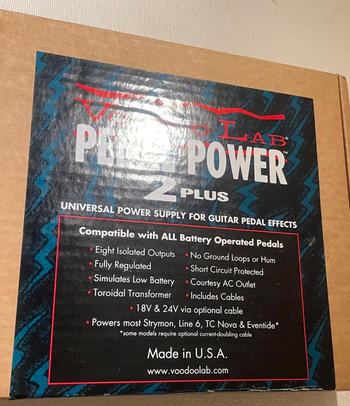 LAB®
PEDAL POWER™
2 PLUS
UNIVERSAL POWER SUPPLY FOR GUITAR PEDAL EFFECTS
Compatible with ALL Battery Operated Pedals
• Eight Isolated Outputs • No Ground Loops or Hum
• Fully Regulated • Short Circuit Protected
• Simulates Low Battery • Courtesy AC Outlet
• Toroidal Transformer • Includes Cables
• 18V & 24V via optional cable
• Powers most Strymon, Line 6, TC Nova & Eventide*
*some models require optional current-doubling cable
Made in U.S.A.
www.voodoolab.com